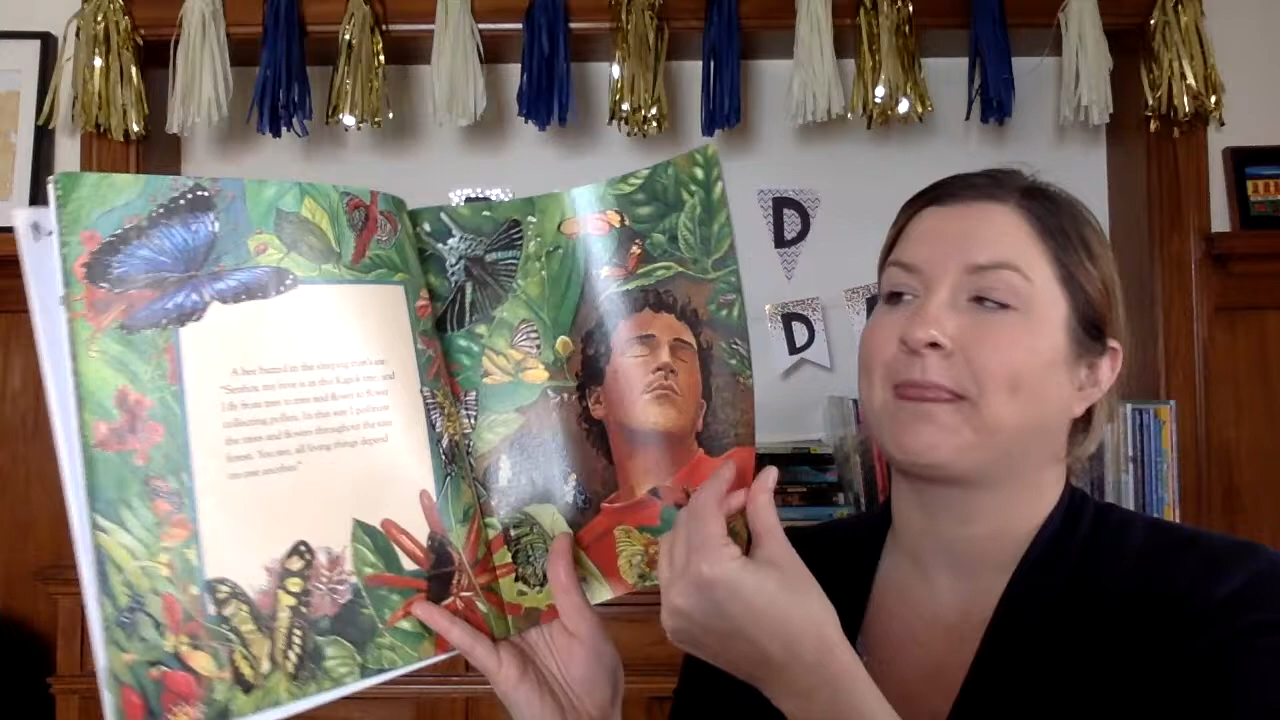 A bee buzzed in the sleeping man's ear:
"Senhor, my hive is in this Kapok tree, and
I fly from tree to tree and flower to flower
collecting pollen. In this way I pollinate
the trees and flowers throughout the rain
forest. You see, all living things depend
on one another."
D
D